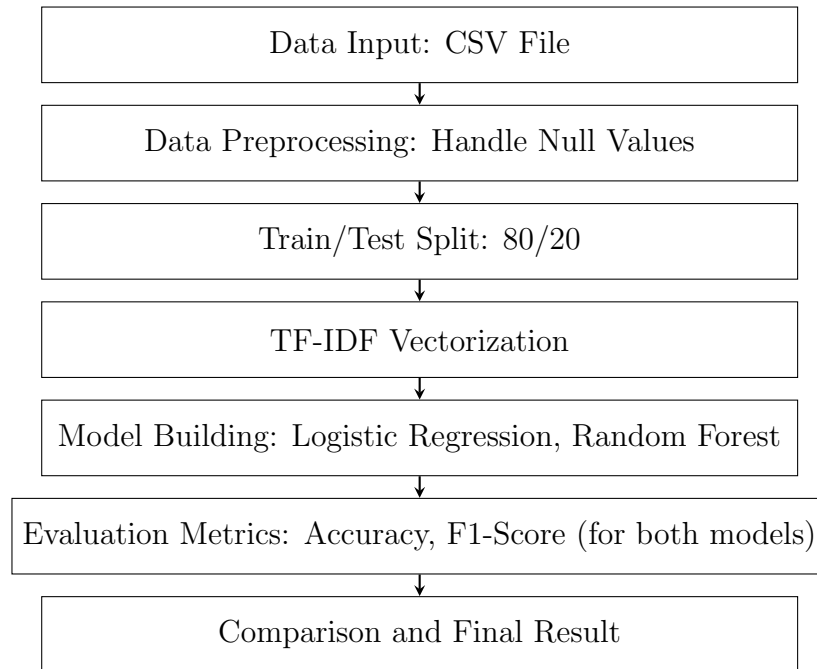 Data Input: CSV File
Data Preprocessing: Handle Null Values
Train/Test Split: 80/20
TF-IDF Vectorization
Model Building: Logistic Regression, Random Forest
Evaluation Metrics: Accuracy, F1-Score (for both models)
Comparison and Final Result